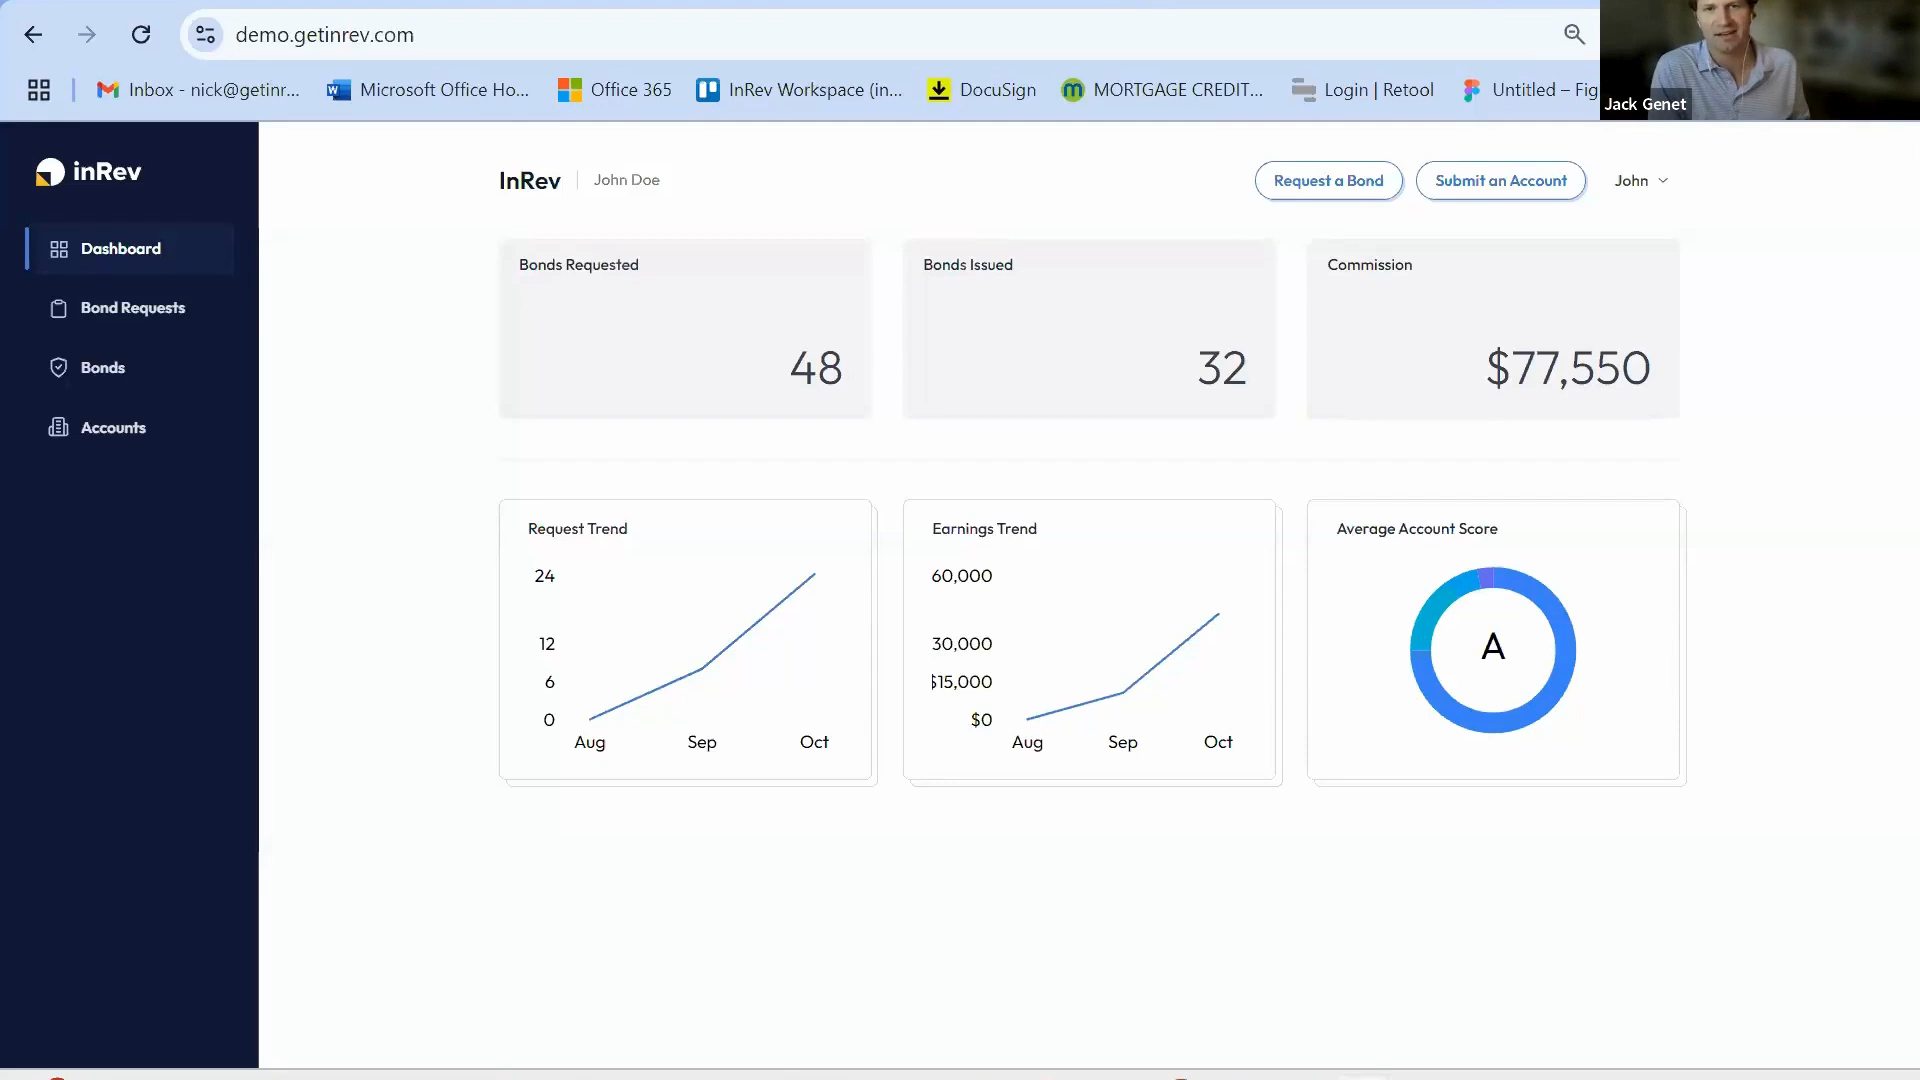 demo.getinrev.com
Inbox - nick@getinr...
Microsoft Office Ho...
Office 365
InRev Workspace (in...
DocuSign
MORTGAGE CREDIT...
Login | Retool
Untitled – Fig
Jack Genet
inRev
Dashboard
Bond Requests
Bonds
Accounts
InRev
John Doe
Request a Bond
Submit an Account
John
Bonds Requested
48
Bonds Issued
32
Commission
$77,550
Request Trend
24
12
6
0
Aug Sep Oct
Earnings Trend
60,000
30,000
$15,000
$0
Aug Sep Oct
Average Account Score
A